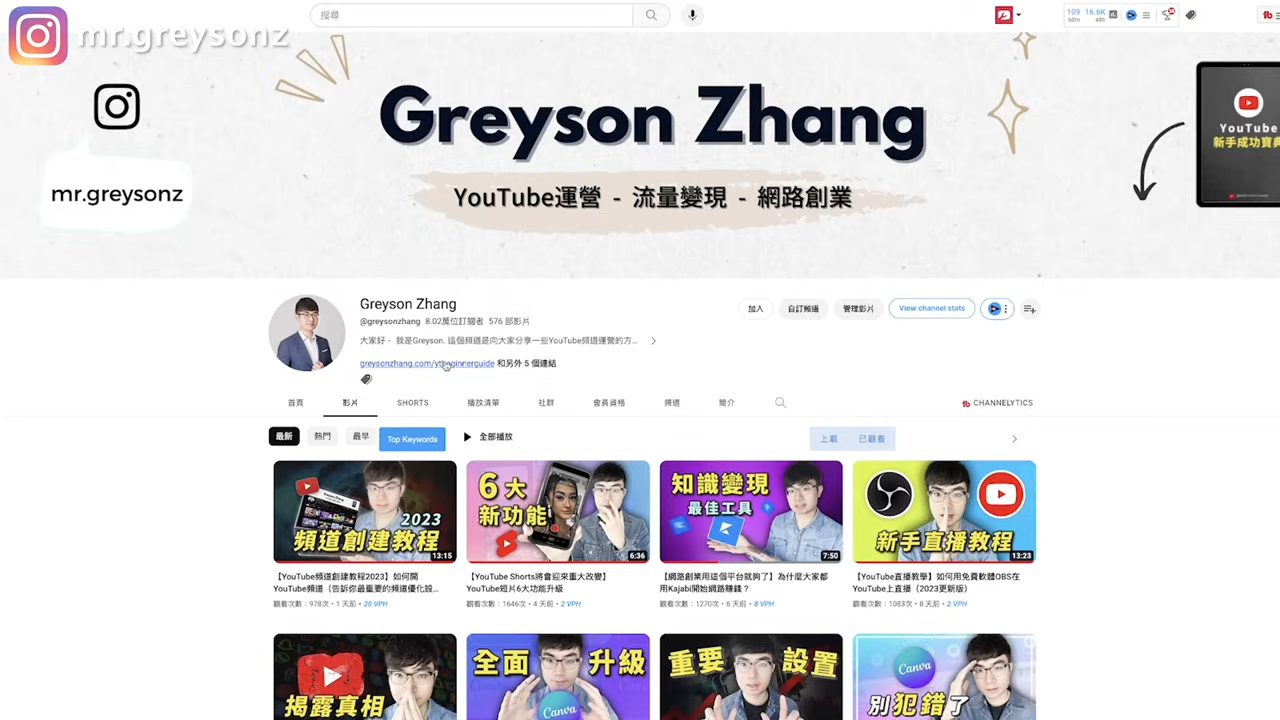 mr.greysonz
搜尋
109 16.6K
60m 48h
Greyson Zhang
YouTube運營 - 流量變現 - 網路創業
mr.greysonz
YouTube
新手成功寶典
Greyson Zhang
@greysonzhang 8.02萬位訂閱者 576 部影片
大家好， 我是Greyson. 這個頻道是向大家分享一些YouTube頻道運營的方...
greysonzhang.com/ytbeginnerguide 和另外 5 個連結
加入
自訂頻道
管理影片
View channel stats
首頁
影片
SHORTS
播放清單
社群
會員資格
頻道
簡介
CHANNELYTICS
最新
熱門
最早
Top Keywords
全部播放
上載
已觀看
2023
頻道創建教程
13:15
6大
新功能
6:36
知識變現
最佳工具
7:50
新手直播教程
13:23
【YouTube頻道創建教程2023】如何開
YouTube頻道（告訴你最重要的頻道優化設...
觀看次數：978次 • 1 天前 • 20 VPH
【YouTube Shorts將會迎來重大改變】
YouTube短片6大功能升級
觀看次數：1646次 • 4 天前 • 2 VPH
【網路創業用這個平台就夠了】為什麼大家都
用Kajabi開始網路賺錢？
觀看次數：1270次 • 6 天前 • 8 VPH
【YouTube直播教學】如何用免費軟體OBS在
YouTube上直播（2023更新版）
觀看次數：1083次 • 8 天前 • 2 VPH
揭露真相
全面升級
Canva
重要設置
Canva
別犯錯了